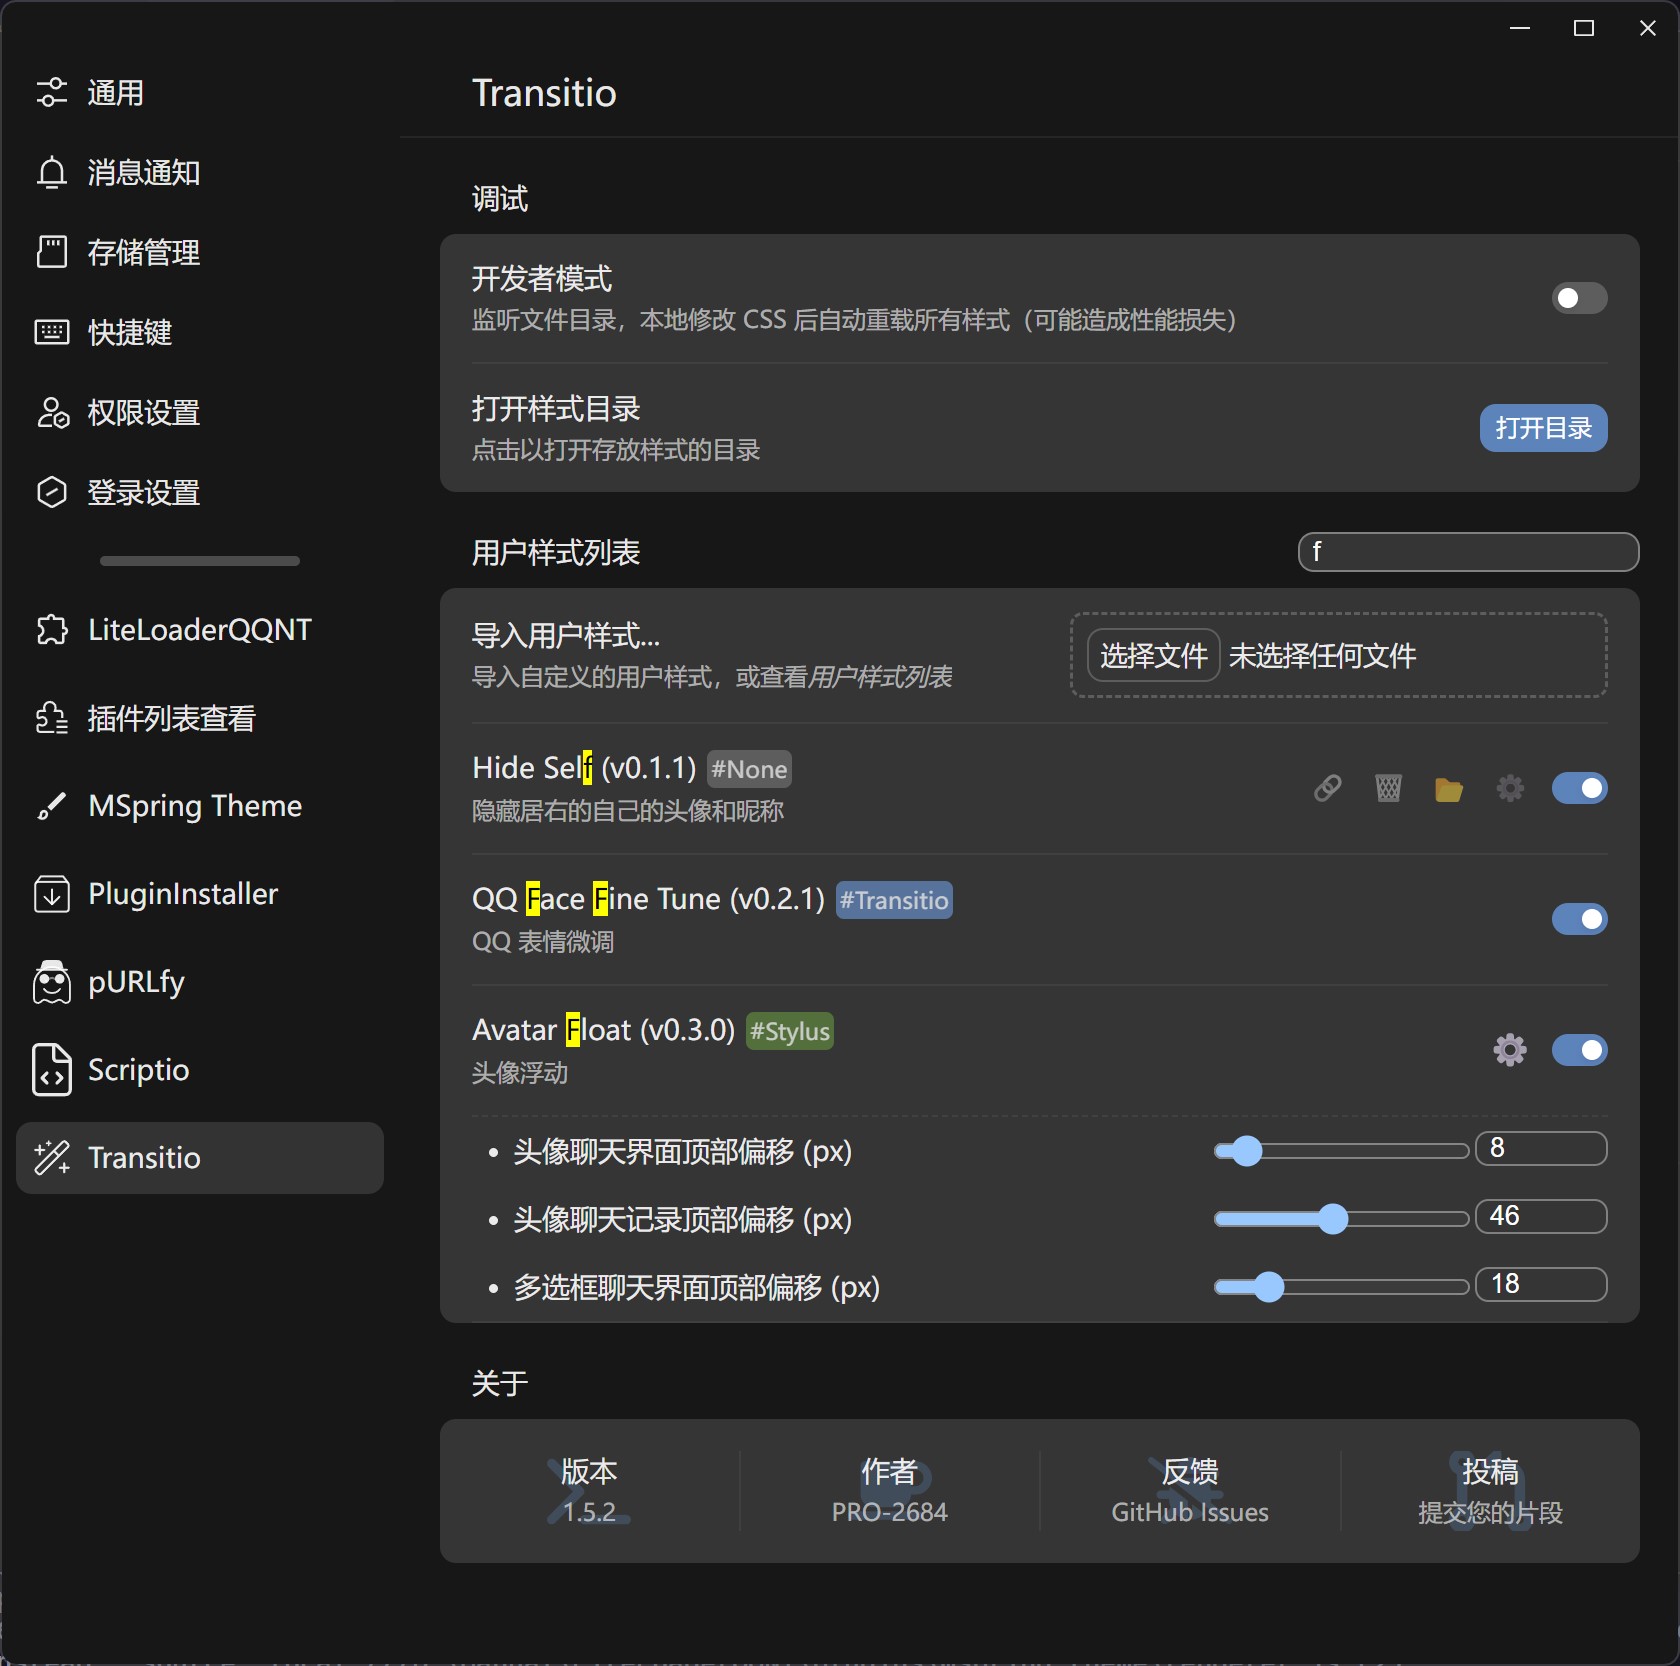 通用
消息通知
存储管理
快捷键
权限设置
登录设置
LiteLoaderQQNT
插件列表查看
MSpring Theme
PluginInstaller
pURLfy
Scriptio
Transitio
Transitio
调试
开发者模式
监听文件目录，本地修改 CSS 后自动重载所有样式（可能造成性能损失）
打开样式目录
点击以打开存放样式的目录
打开目录
用户样式列表
f
导入用户样式...
导入自定义的用户样式，或查看用户样式列表
选择文件 未选择任何文件
Hide Self (v0.1.1) #None
隐藏居右的自己的头像和昵称
QQ Face Fine Tune (v0.2.1) #Transitio
QQ 表情微调
Avatar Float (v0.3.0) #Stylus
头像浮动
• 头像聊天界面顶部偏移 (px) 8
• 头像聊天记录顶部偏移 (px) 46
• 多选框聊天界面顶部偏移 (px) 18
关于
版本
1.5.2
作者
PRO-2684
反馈
GitHub Issues
投稿
提交您的片段